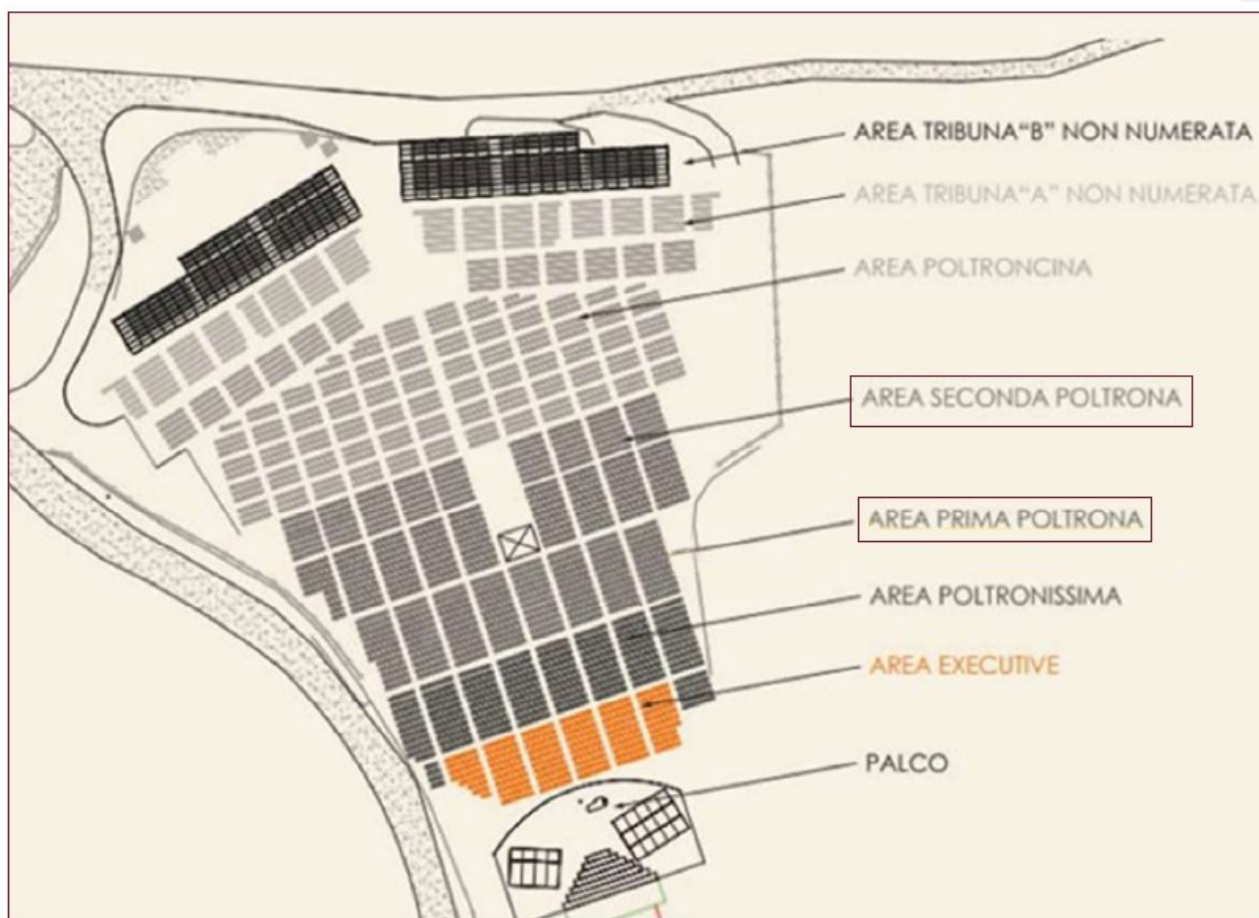 AREA TRIBUNA"B" NON NUMERATA
AREA TRIBUNA"A" NON NUMERATA
AREA POLTRONCINA
AREA SECONDA POLTRONA
AREA PRIMA POLTRONA
AREA POLTRONISSIMA
AREA EXECUTIVE
PALCO